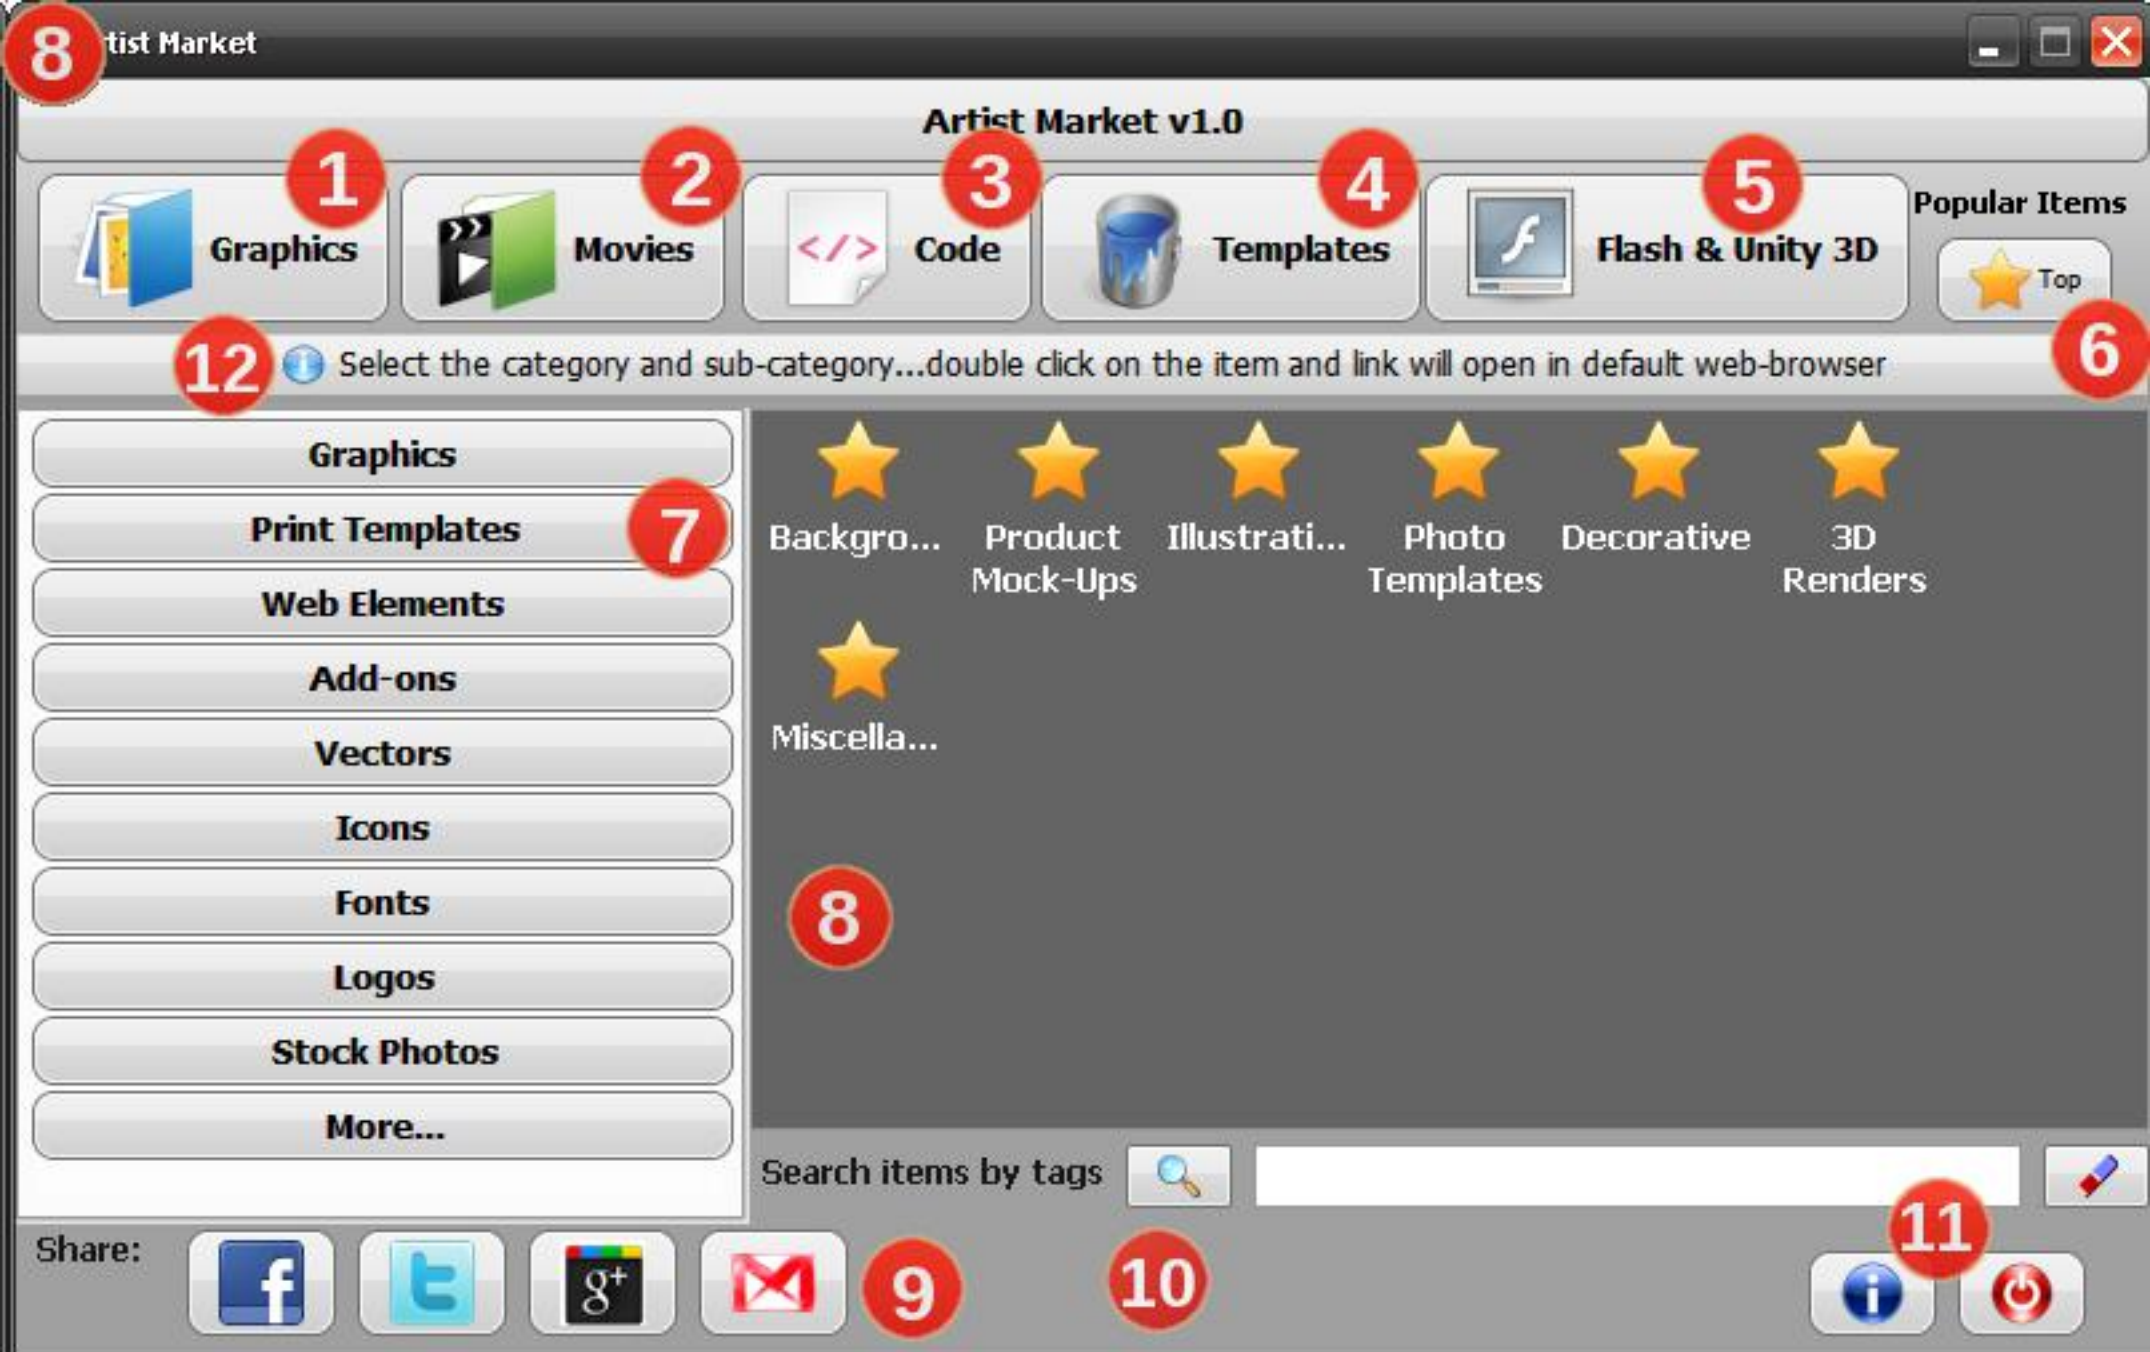 8
tist Market
Artist Market v1.0
1
2
3
4
5
Graphics
Movies
</>
Code
Templates
Flash & Unity 3D
Popular Items
Top
6
12
Select the category and sub-category...double click on the item and link will open in default web-browser
Graphics
Print Templates
7
Web Elements
Add-ons
Vectors
Icons
Fonts
Logos
Stock Photos
More...
Backgro...
Product
Mock-Ups
Illustrati...
Photo
Templates
Decorative
3D
Renders
Miscella...
8
Search items by tags
Share:
f
t
g+
M
9
10
11
i